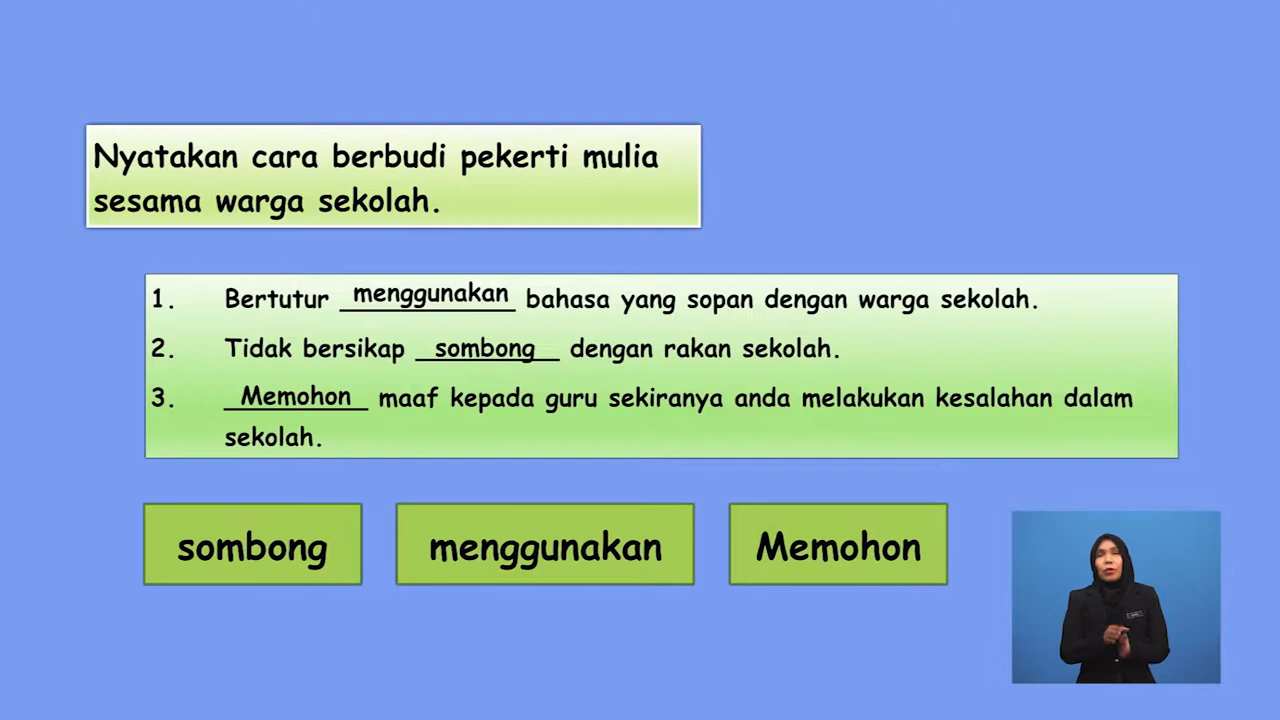 Nyatakan cara berbudi pekerti mulia
sesama warga sekolah.
1. Bertutur menggunakan bahasa yang sopan dengan warga sekolah.
2. Tidak bersikap sombong dengan rakan sekolah.
3. Memohon maaf kepada guru sekiranya anda melakukan kesalahan dalam
sekolah.
sombong menggunakan Memohon